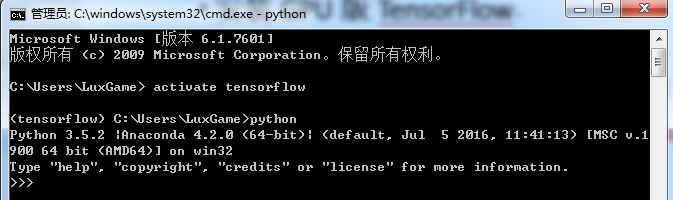 PU 版 TensorFlow
管理员: C:\windows\system32\cmd.exe - python
Microsoft Windows [版本 6.1.7601]
版权所有 (c) 2009 Microsoft Corporation。保留所有权利。
C:\Users\LuxGame> activate tensorflow
(tensorflow) C:\Users\LuxGame>python
Python 3.5.2 |Anaconda 4.2.0 (64-bit)| (default, Jul  5 2016, 11:41:13) [MSC v.1
900 64 bit (AMD64)] on win32
Type "help", "copyright", "credits" or "license" for more information.
>>>